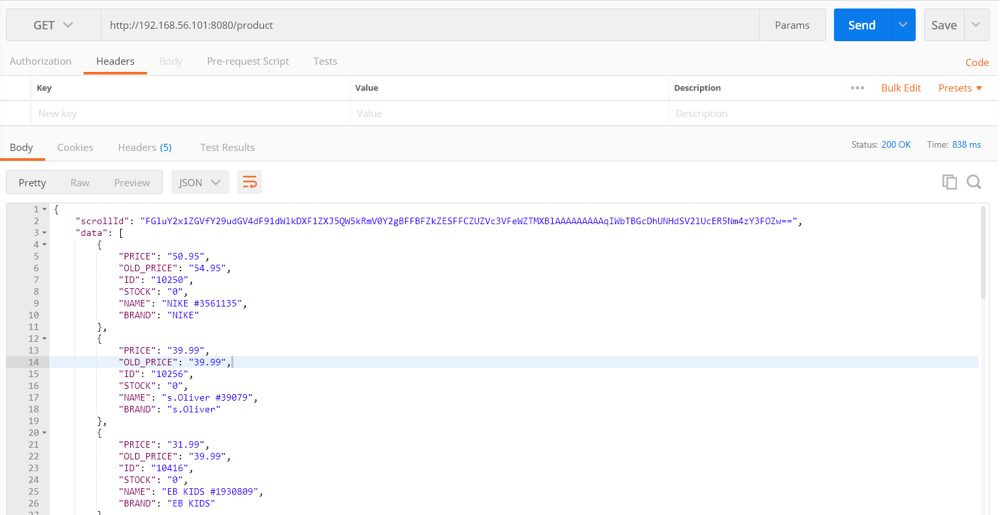 GET http://192.168.56.101:8080/product Params Send Save
Authorization Headers Body Pre-request Script Tests Code
Key Value Description ••• Bulk Edit Presets
New key Value Description
Body Cookies Headers (5) Test Results Status: 200 OK Time: 838 ms
Pretty Raw Preview JSON
1 {
2 "scrollId": "FGluY2x1ZGVfY29udGV4dF91dWlkDXF1ZXJ5QW5kRmV0Y2gBFFBFZkZESFFCZUZVc3VFeWZTMXBlAAAAAAAAAqIWbTBGcDhUNHdSV2lUcER5Nm4zY3FOZw==",
3 "data": [
4 {
5 "PRICE": "50.95",
6 "OLD_PRICE": "54.95",
7 "ID": "10250",
8 "STOCK": "0",
9 "NAME": "NIKE #3561135",
10 "BRAND": "NIKE"
11 },
12 {
13 "PRICE": "39.99",
14 "OLD_PRICE": "39.99",
15 "ID": "10256",
16 "STOCK": "0",
17 "NAME": "s.Oliver #39079",
18 "BRAND": "s.Oliver"
19 },
20 {
21 "PRICE": "31.99",
22 "OLD_PRICE": "39.99",
23 "ID": "10416",
24 "STOCK": "0",
25 "NAME": "EB KIDS #1930809",
26 "BRAND": "EB KIDS"
27